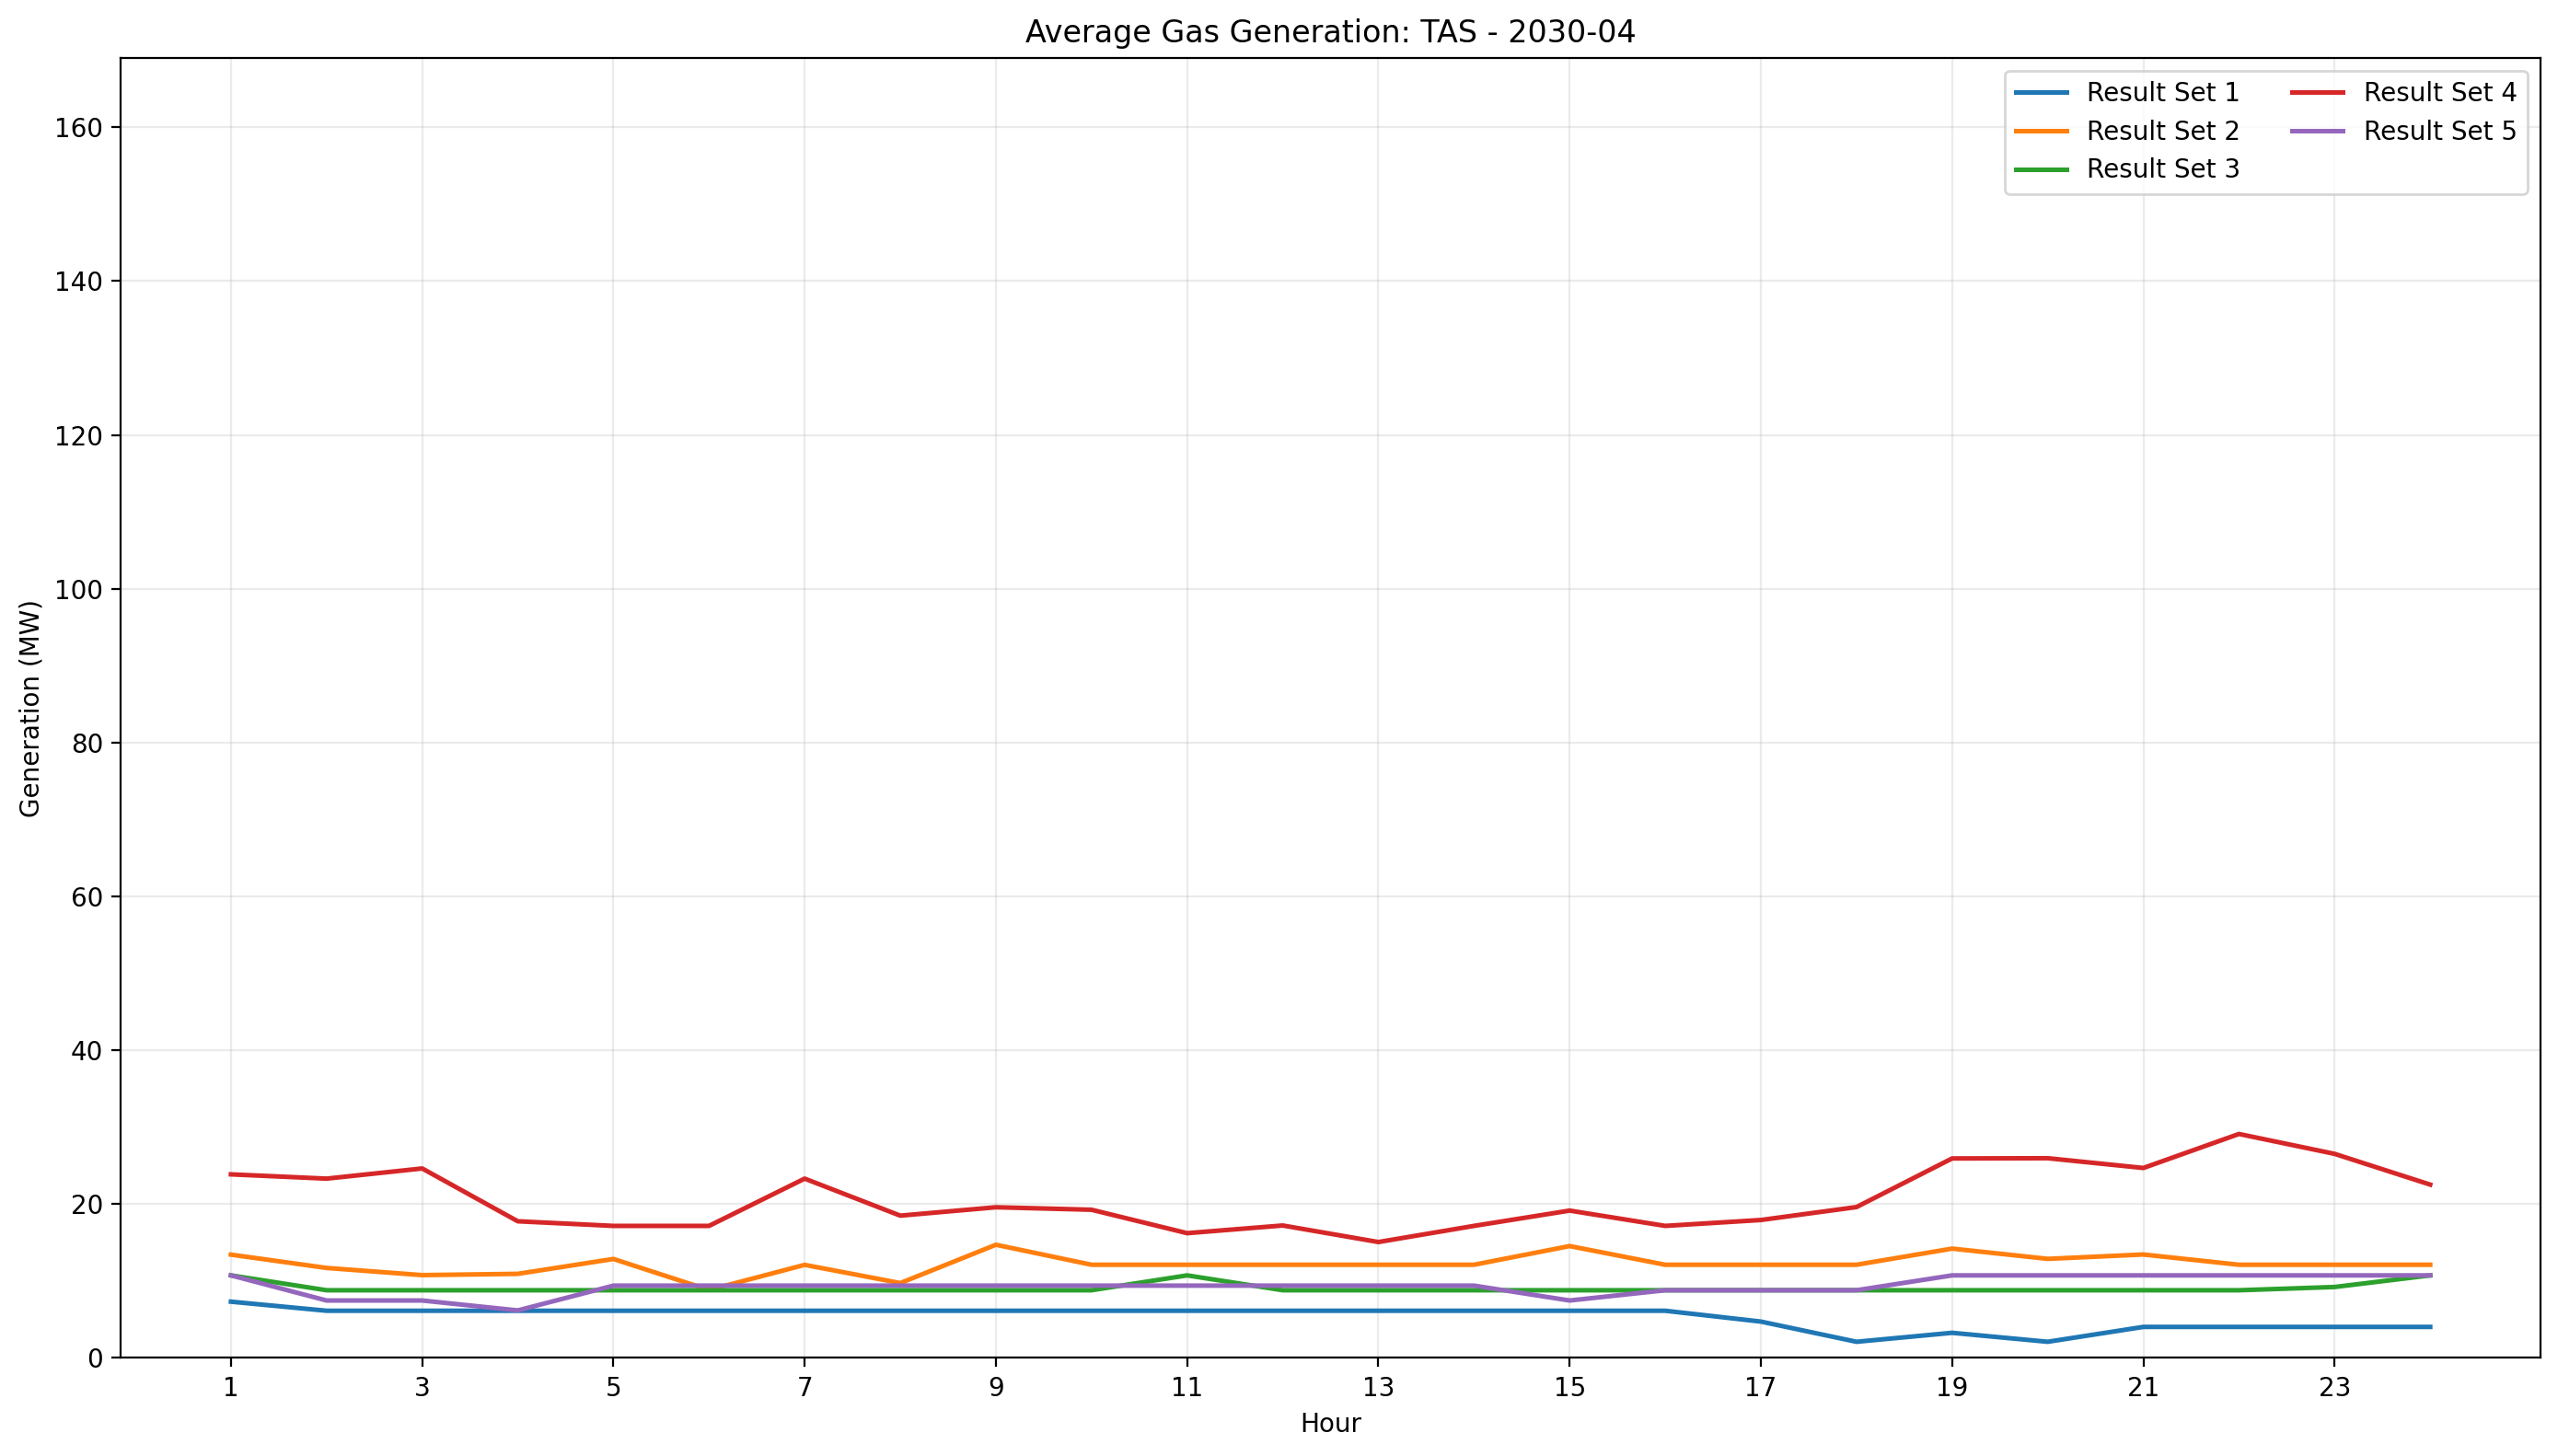 Average Gas Generation: TAS - 2030-04
Result Set 1
Result Set 2
Result Set 3
Result Set 4
Result Set 5
160
140
120
100
80
60
40
20
0
Generation (MW)
1 3 5 7 9 11 13 15 17 19 21 23
Hour